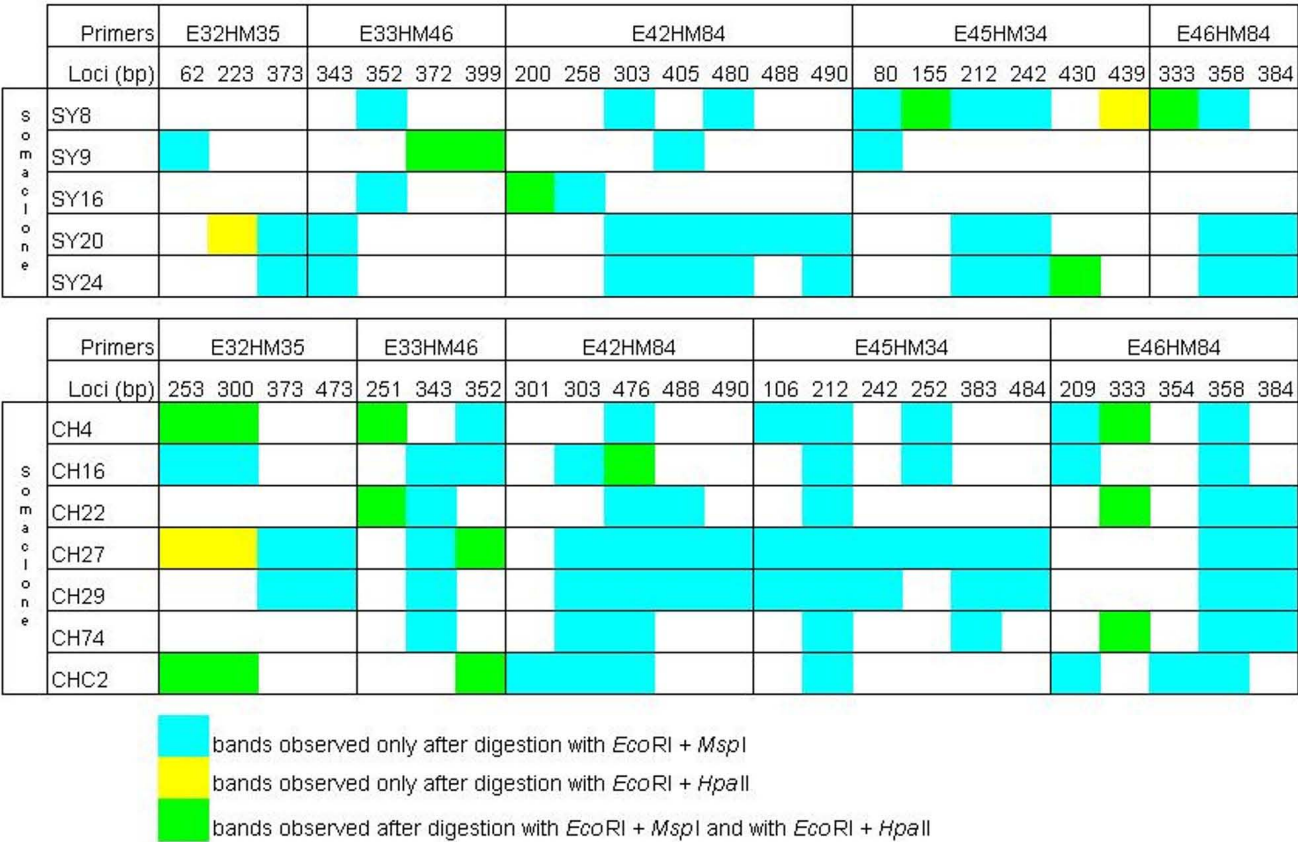 Primers E32HM35 E33HM46 E42HM84 E45HM34 E46HM84
Loci (bp) 62 223 373 343 352 372 399 200 258 303 405 480 488 490 80 155 212 242 430 439 333 358 384
somaclone
SY8
SY9
SY16
SY20
SY24
Primers E32HM35 E33HM46 E42HM84 E45HM34 E46HM84
Loci (bp) 253 300 373 473 251 343 352 301 303 476 488 490 106 212 242 252 383 484 209 333 354 358 384
somaclone
CH4
CH16
CH22
CH27
CH29
CH74
CHC2
bands observed only after digestion with EcoRI + MspI
bands observed only after digestion with EcoRI + HpaII
bands observed after digestion with EcoRI + MspI and with EcoRI + HpaII